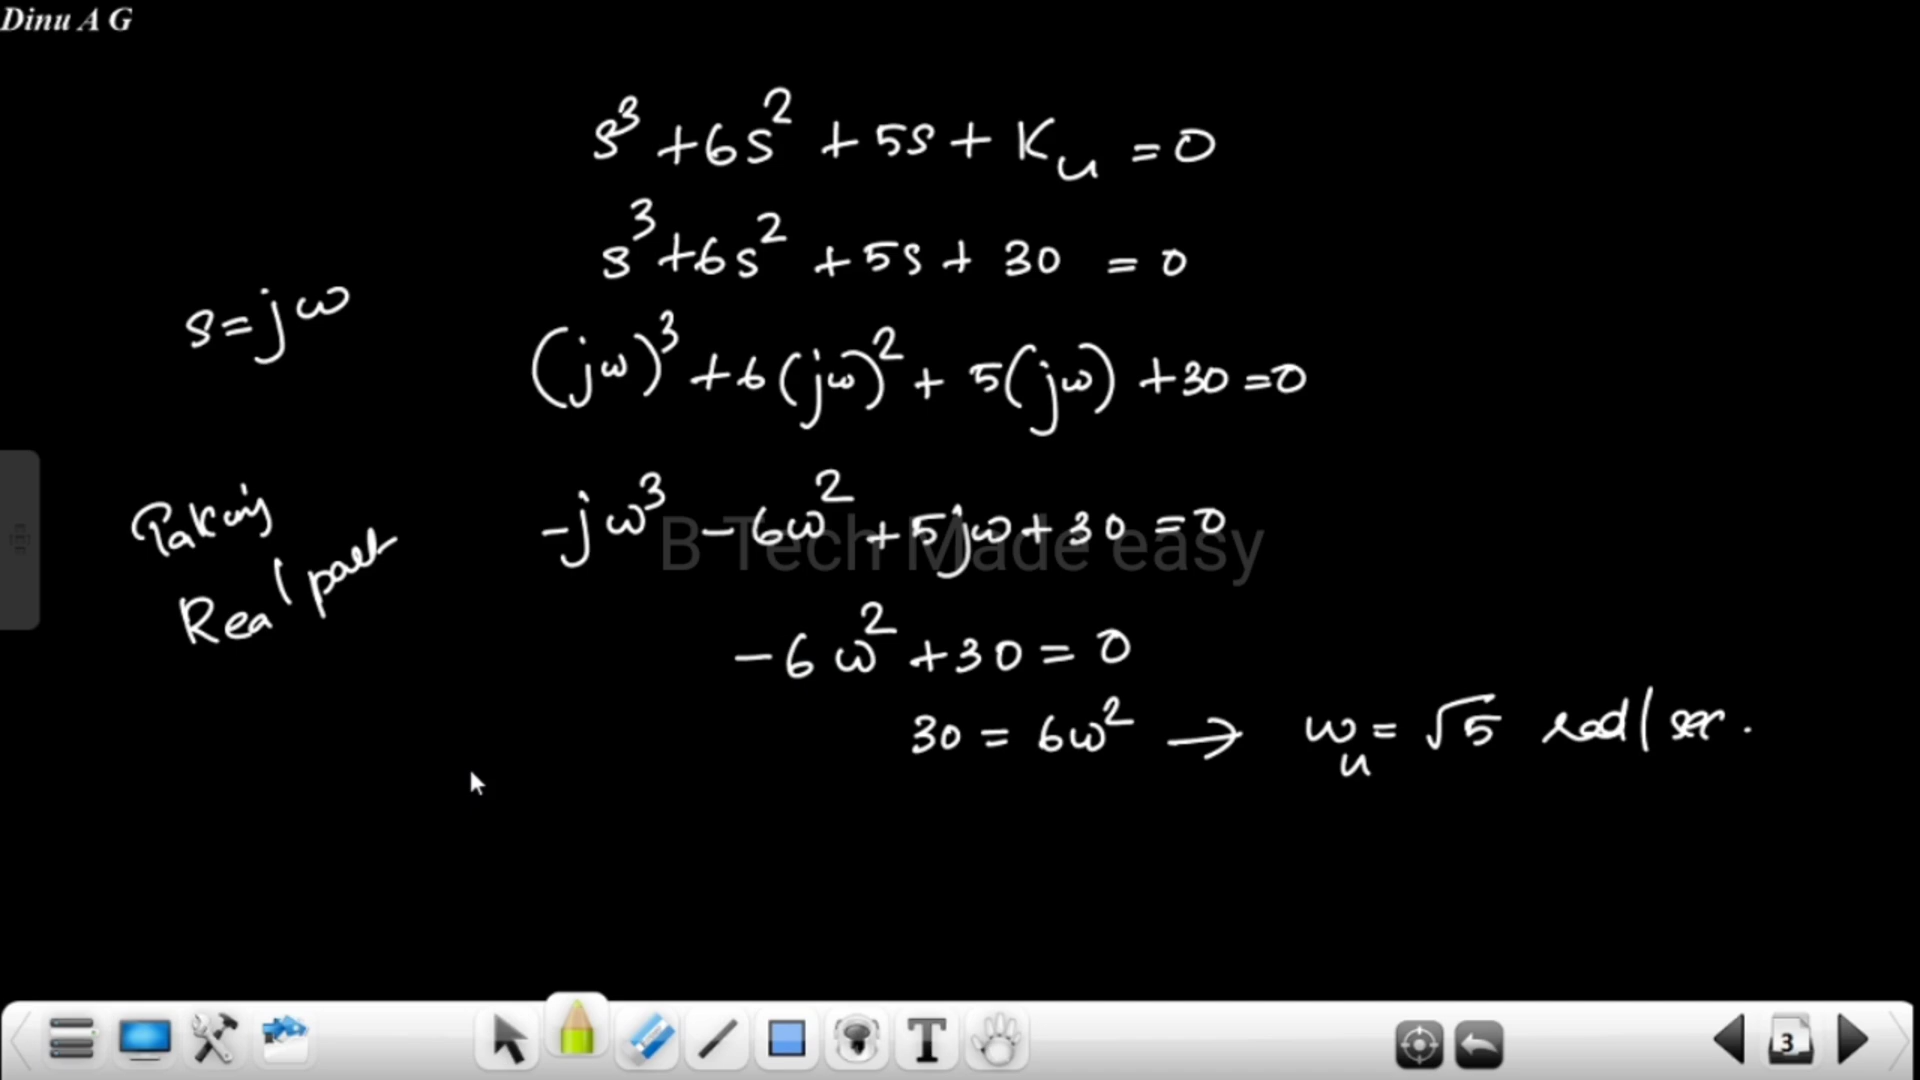 Dinu A G
s³ + 6s² + 5s + Kᵤ = 0
s³ + 6s² + 5s + 30 = 0
s = jω
(jω)³ + 6(jω)² + 5(jω) + 30 = 0
Taking
Real part
-jω³ - 6ω² + 5jω + 30 = 0
B Tech Made easy
-6ω² + 30 = 0
30 = 6ω² → ωᵤ = √5 rad/sec.
T
3